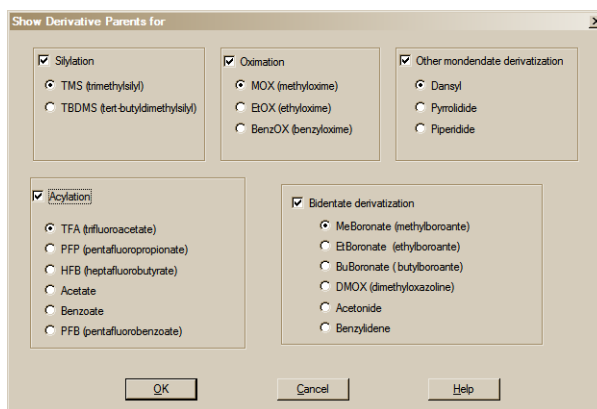 Show Derivative Parents for
Silylation
TMS (trimethylsilyl)
TBDMS (tert-butyldimethylsilyl)
Oximation
MOX (methyloxime)
EtOX (ethyloxime)
BenzOX (benzyloxime)
Other mondendate derivatization
Dansyl
Pyrrolidide
Piperidide
Acylation
TFA (trifluoroacetate)
PFP (pentafluoropropionate)
HFB (heptafluorobutyrate)
Acetate
Benzoate
PFB (pentafluorobenzoate)
Bidentate derivatization
MeBoronate (methylboroante)
EtBoronate (ethylboroante)
BuBoronate ( butylboroante)
DMOX (dimethyloxazoline)
Acetonide
Benzylidene
OK
Cancel
Help